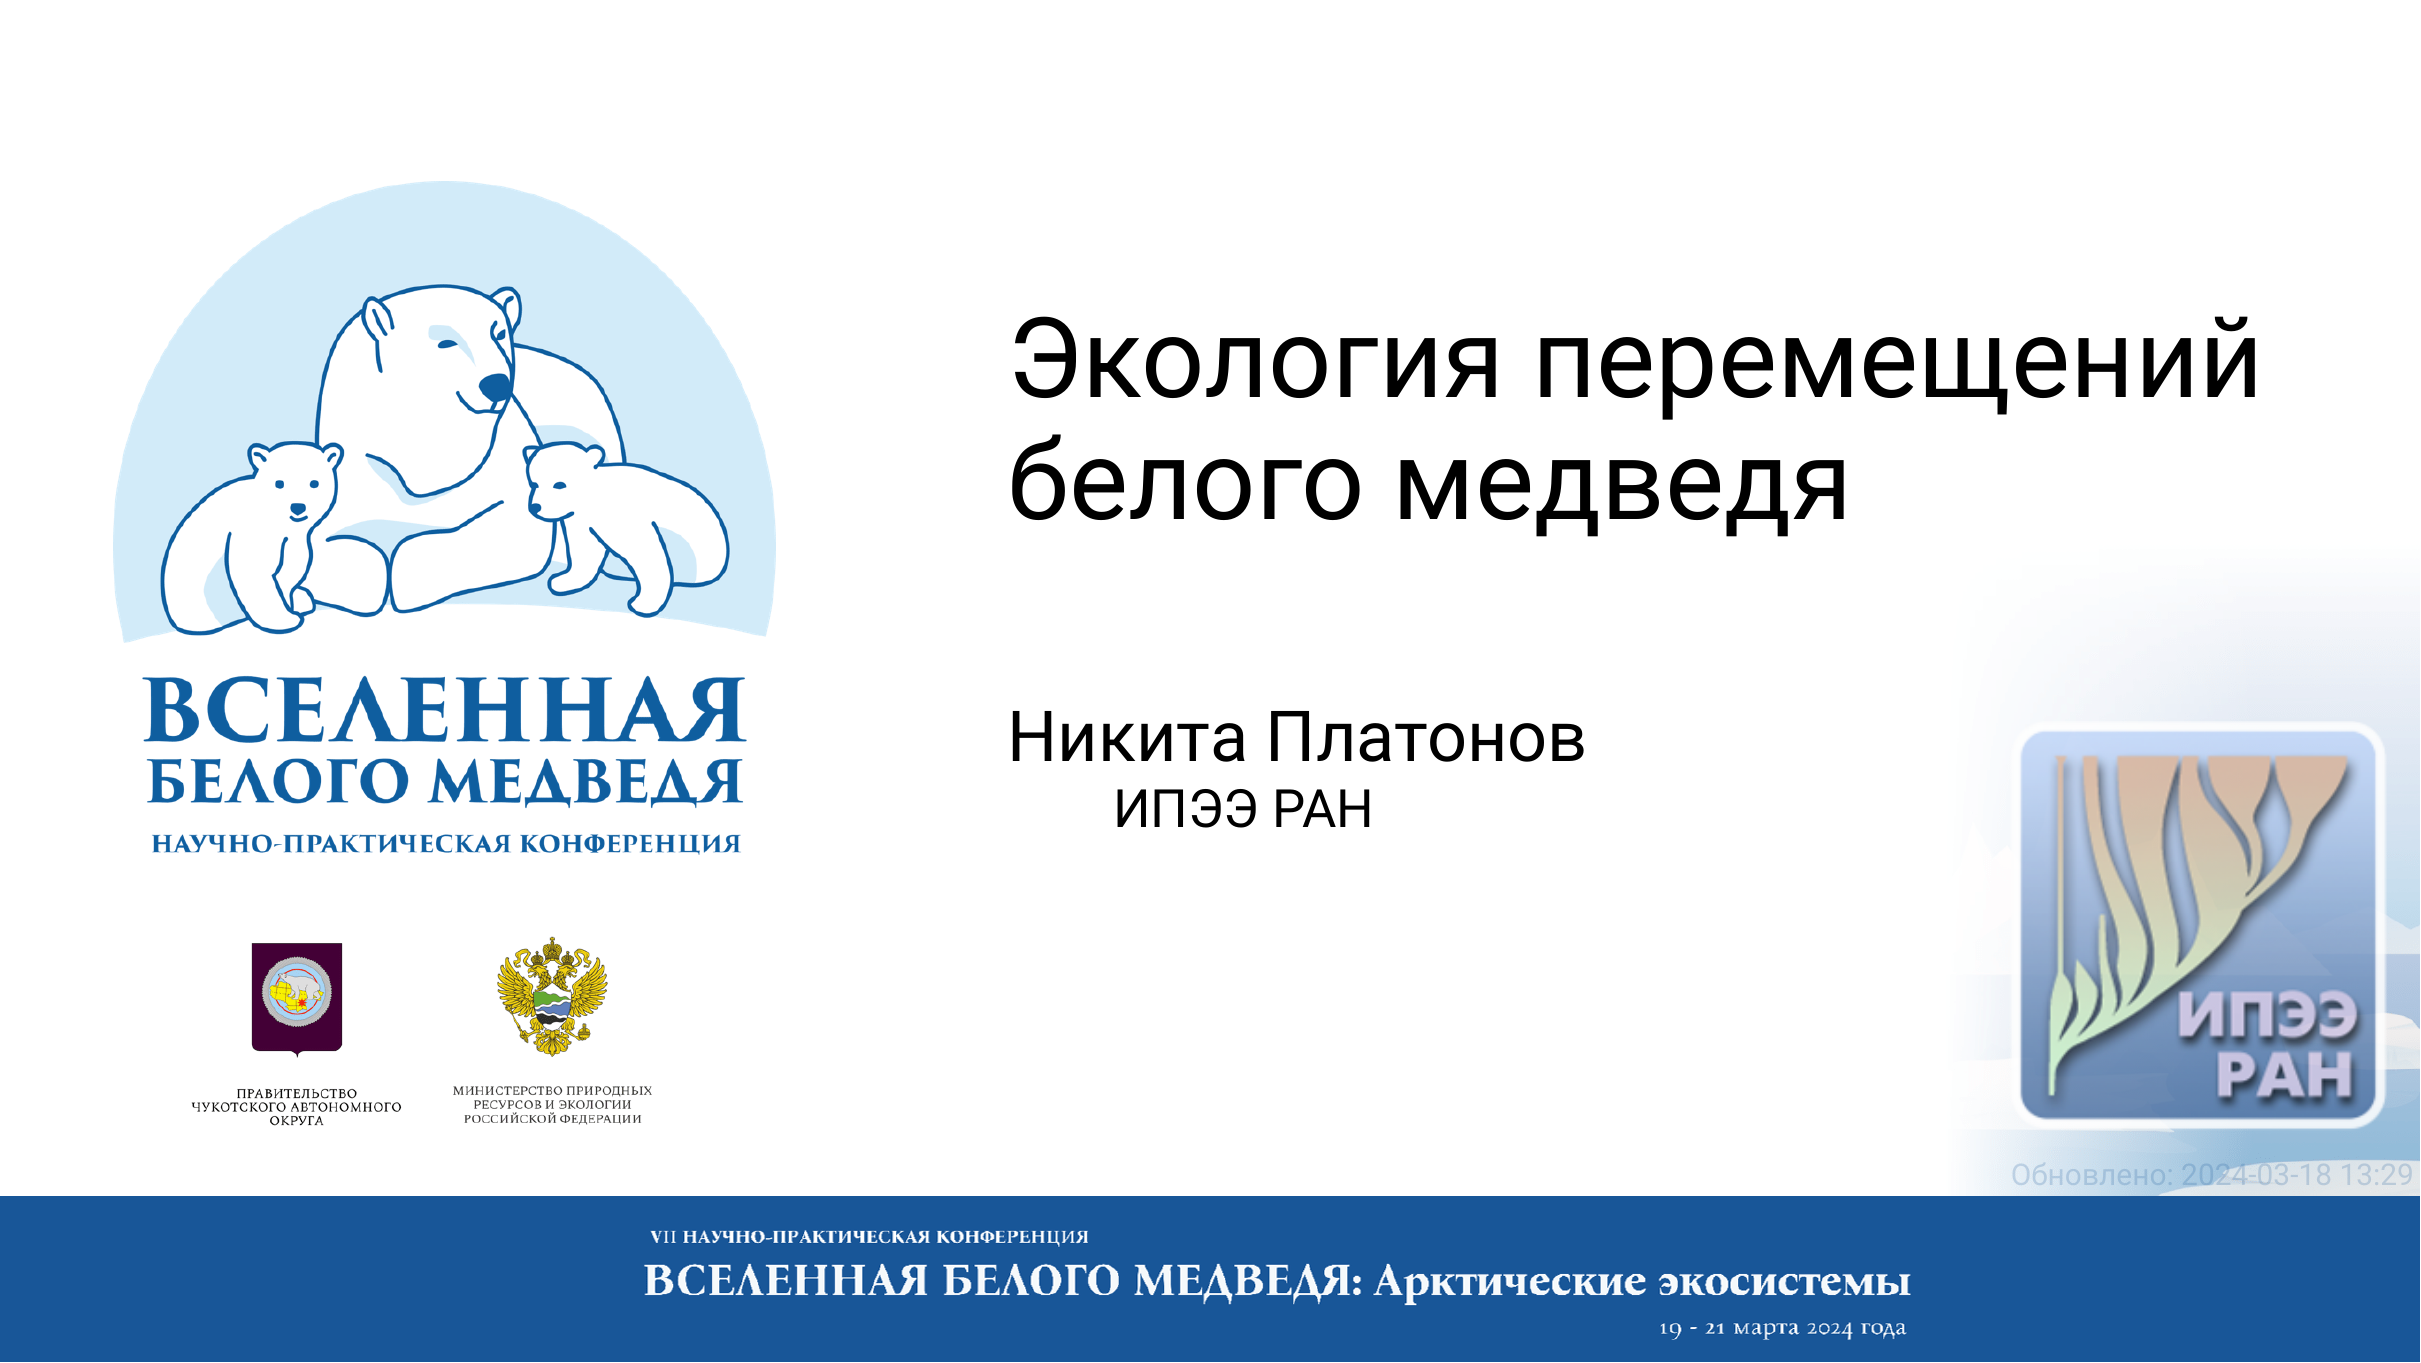 Экология перемещений
белого медведя
Никита Платонов
ИПЭЭ РАН
ВСЕЛЕННАЯ
БЕЛОГО МЕДВЕДЯ
НАУЧНО-ПРАКТИЧЕСКАЯ КОНФЕРЕНЦИЯ
ПРАВИТЕЛЬСТВО
ЧУКОТСКОГО АВТОНОМНОГО
ОКРУГА
МИНИСТЕРСТВО ПРИРОДНЫХ
РЕСУРСОВ И ЭКОЛОГИИ
РОССИЙСКОЙ ФЕДЕРАЦИИ
ИПЭЭ
РАН
Обновлено: 2024-03-18 13:29
VII НАУЧНО-ПРАКТИЧЕСКАЯ КОНФЕРЕНЦИЯ
ВСЕЛЕННАЯ БЕЛОГО МЕДВЕДЯ: Арктические экосистемы
19 - 21 марта 2024 года